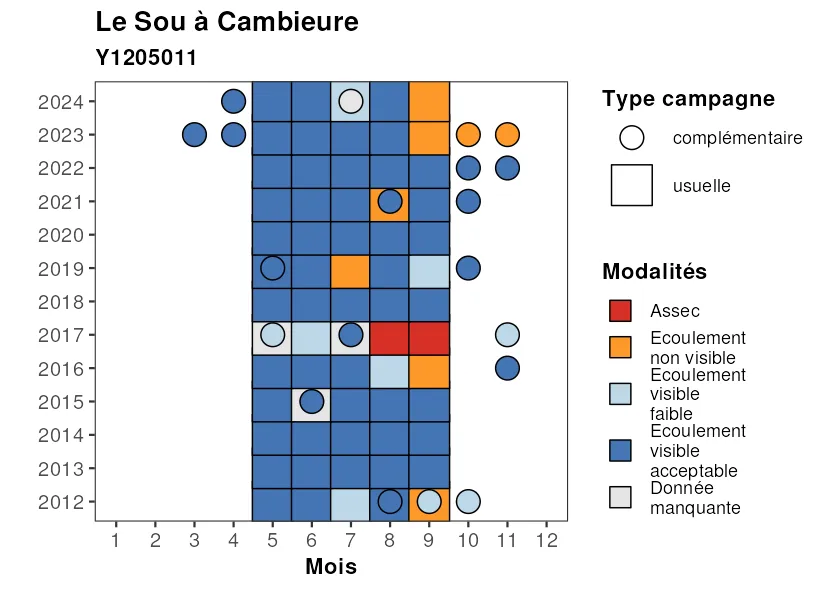 Le Sou à Cambieure
Y1205011
2024
2023
2022
2021
2020
2019
2018
2017
2016
2015
2014
2013
2012
1 2 3 4 5 6 7 8 9 10 11 12
Mois
Type campagne
complémentaire
usuelle
Modalités
Assec
Ecoulement
non visible
Ecoulement
visible
faible
Ecoulement
visible
acceptable
Donnée
manquante